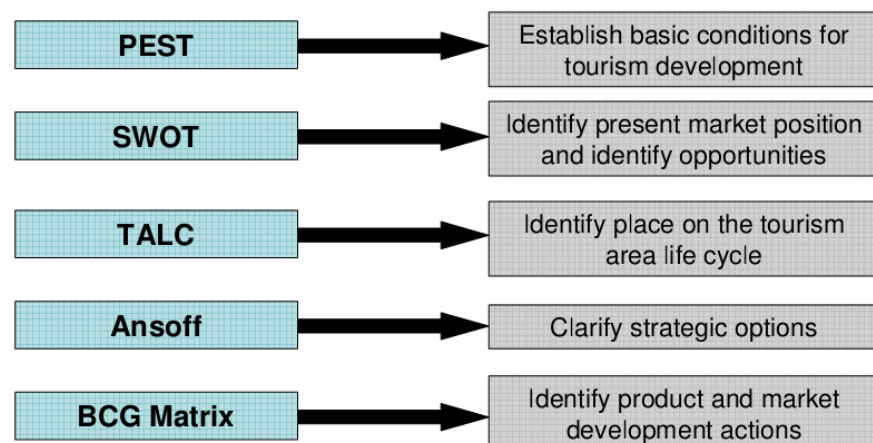 PEST
Establish basic conditions for
tourism development
SWOT
Identify present market position
and identify opportunities
TALC
Identify place on the tourism
area life cycle
Ansoff
Clarify strategic options
BCG Matrix
Identify product and market
development actions